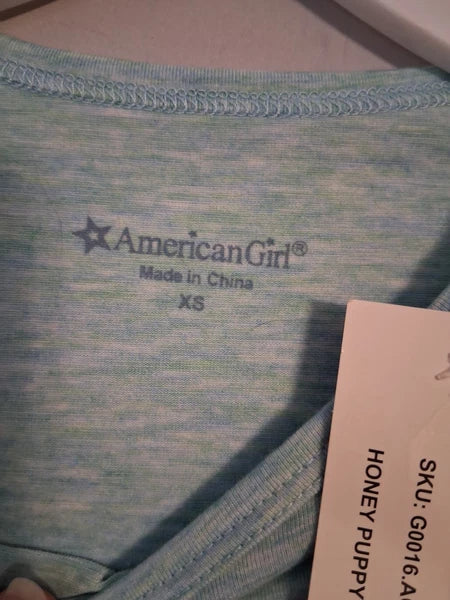 AmericanGirl®
Made in China
XS
SKU: G0016.A
HONEY PUPPY